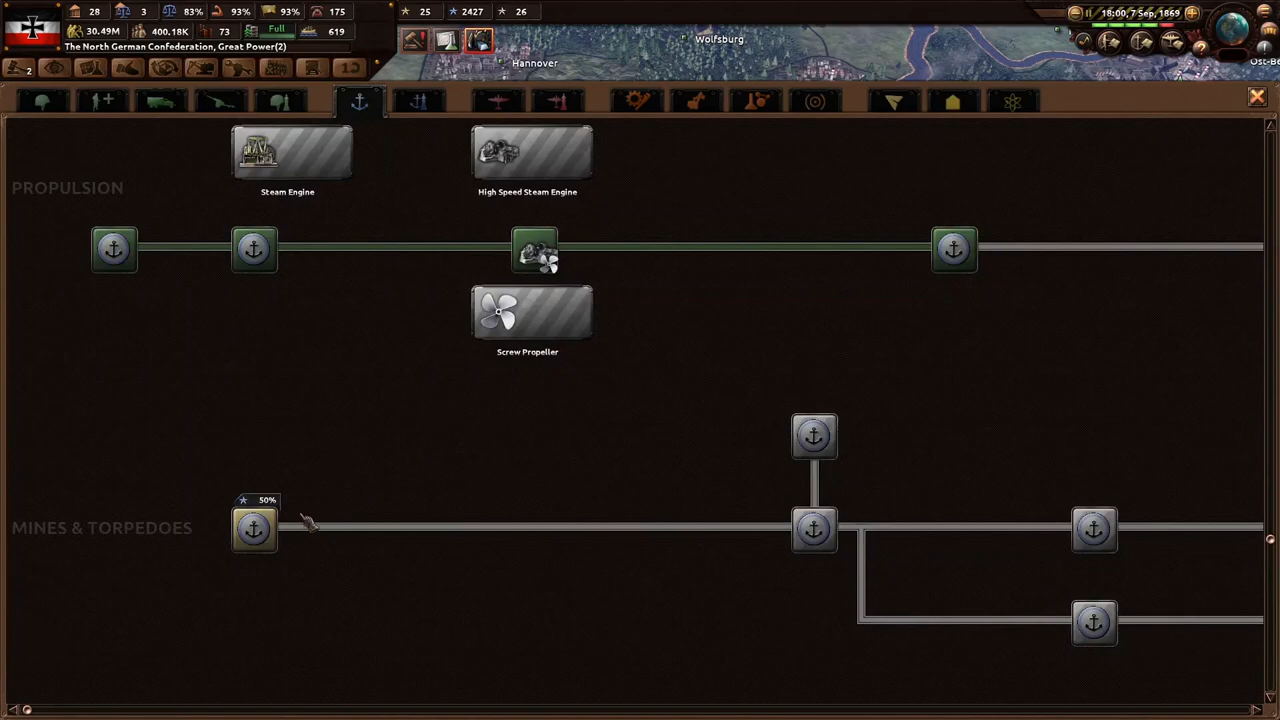 28 3 83% 93% 93% 175 25 2427 26 18:00, 7 Sep, 1869
30.49M 400.18K 73 Full 619
The North German Confederation, Great Power(2)
Wolfsburg
Hannover
2
Steam Engine
High Speed Steam Engine
PROPULSION
Screw Propeller
50%
MINES & TORPEDOES